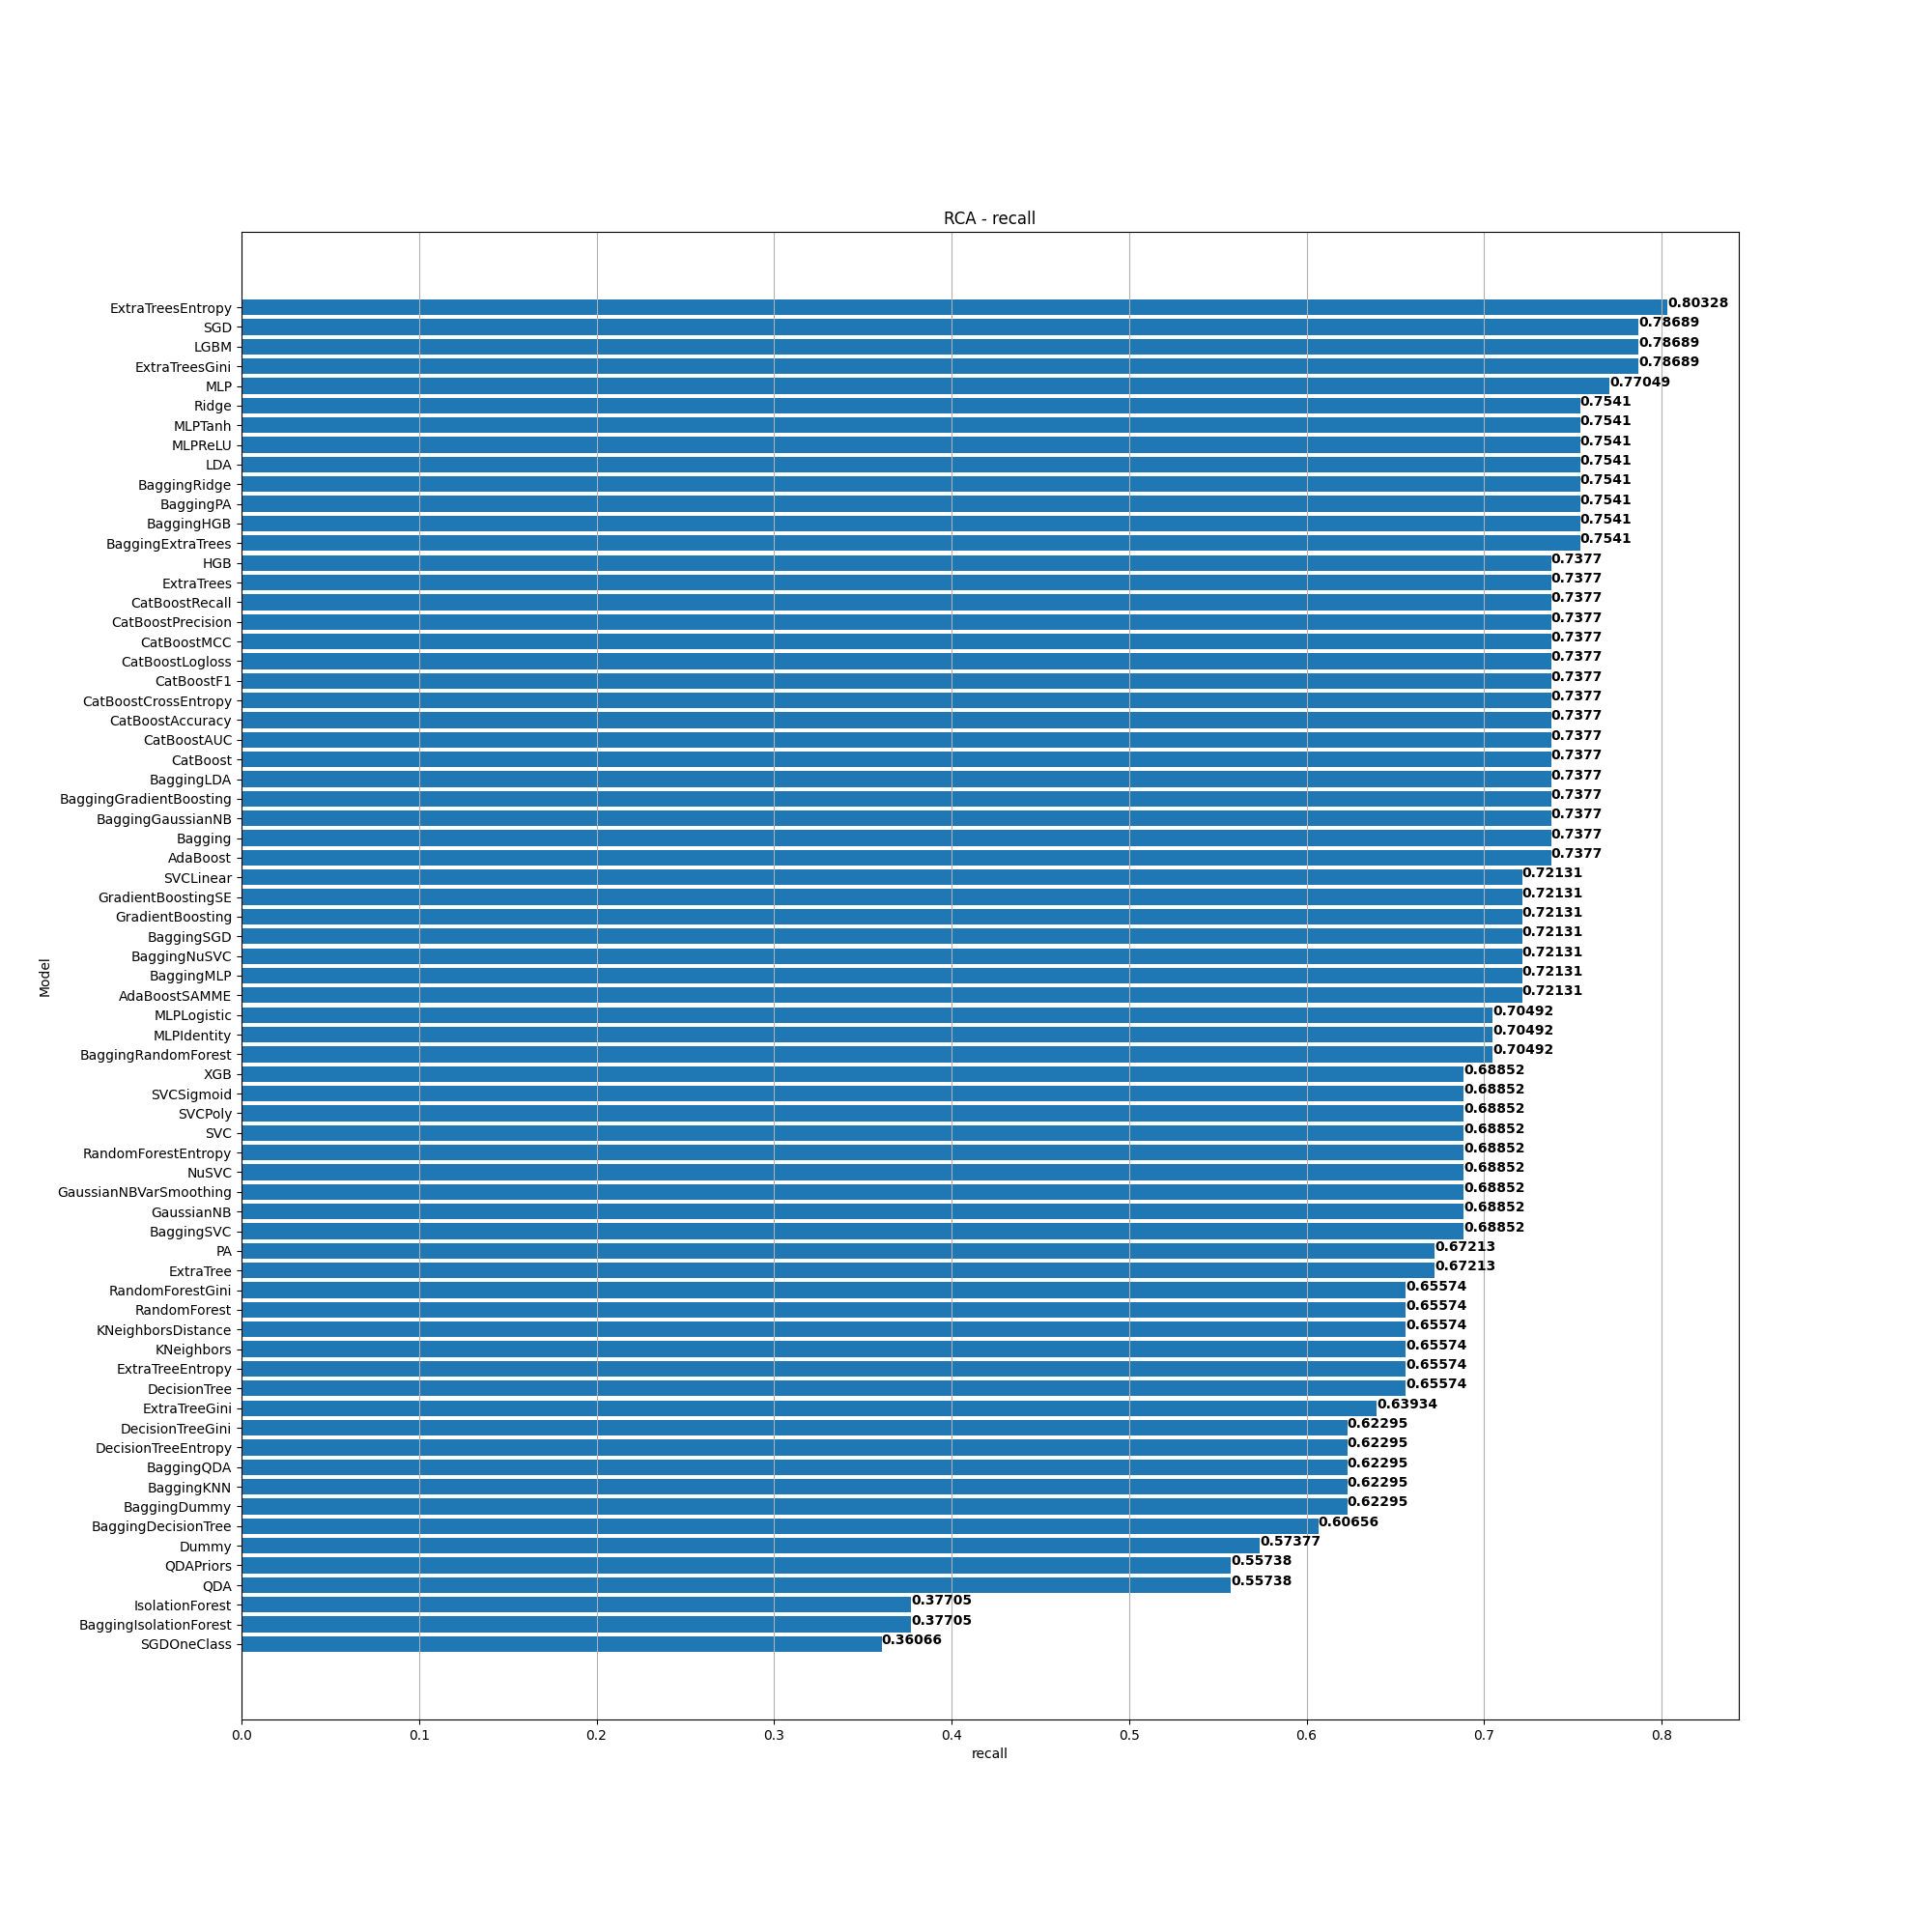 RCA - recall
ExtraTreesEntropy 0.80328
SGD 0.78689
LGBM 0.78689
ExtraTreesGini 0.78689
MLP 0.77049
Ridge 0.7541
MLPTanh 0.7541
MLPReLU 0.7541
LDA 0.7541
BaggingRidge 0.7541
BaggingPA 0.7541
BaggingHGB 0.7541
BaggingExtraTrees 0.7541
HGB 0.7377
ExtraTrees 0.7377
CatBoostRecall 0.7377
CatBoostPrecision 0.7377
CatBoostMCC 0.7377
CatBoostLogloss 0.7377
CatBoostF1 0.7377
CatBoostCrossEntropy 0.7377
CatBoostAccuracy 0.7377
CatBoostAUC 0.7377
CatBoost 0.7377
BaggingLDA 0.7377
BaggingGradientBoosting 0.7377
BaggingGaussianNB 0.7377
Bagging 0.7377
AdaBoost 0.7377
SVCLinear 0.72131
GradientBoostingSE 0.72131
GradientBoosting 0.72131
BaggingSGD 0.72131
BaggingNuSVC 0.72131
BaggingMLP 0.72131
AdaBoostSAMME 0.72131
MLPLogistic 0.70492
MLPIdentity 0.70492
BaggingRandomForest 0.70492
XGB 0.68852
SVCSigmoid 0.68852
SVCPoly 0.68852
SVC 0.68852
RandomForestEntropy 0.68852
NuSVC 0.68852
GaussianNBVarSmoothing 0.68852
GaussianNB 0.68852
BaggingSVC 0.68852
PA 0.67213
ExtraTree 0.67213
RandomForestGini 0.65574
RandomForest 0.65574
KNeighborsDistance 0.65574
KNeighbors 0.65574
ExtraTreeEntropy 0.65574
DecisionTree 0.65574
ExtraTreeGini 0.63934
DecisionTreeGini 0.62295
DecisionTreeEntropy 0.62295
BaggingQDA 0.62295
BaggingKNN 0.62295
BaggingDummy 0.62295
BaggingDecisionTree 0.60656
Dummy 0.57377
QDAPriors 0.55738
QDA 0.55738
IsolationForest 0.37705
BaggingIsolationForest 0.37705
SGDOneClass 0.36066
Model
0.0 0.1 0.2 0.3 0.4 0.5 0.6 0.7 0.8
recall